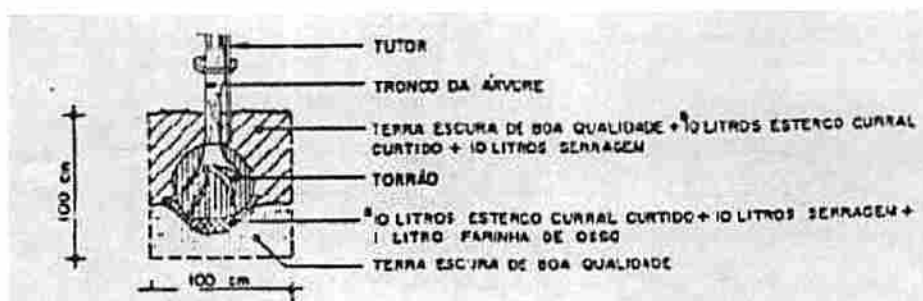 TUTOR
TRONCO DA ÁRVORE
TERRA ESCURA DE BOA QUALIDADE + 10 LITROS ESTERCO CURRAL
CURTIDO + 10 LITROS SERRAGEM
TORRÃO
10 LITROS ESTERCO CURRAL CURTIDO + 10 LITROS SERRAGEM +
1 LITRO FARINHA DE OSSO
TERRA ESCURA DE BOA QUALIDADE
100 cm
100 cm